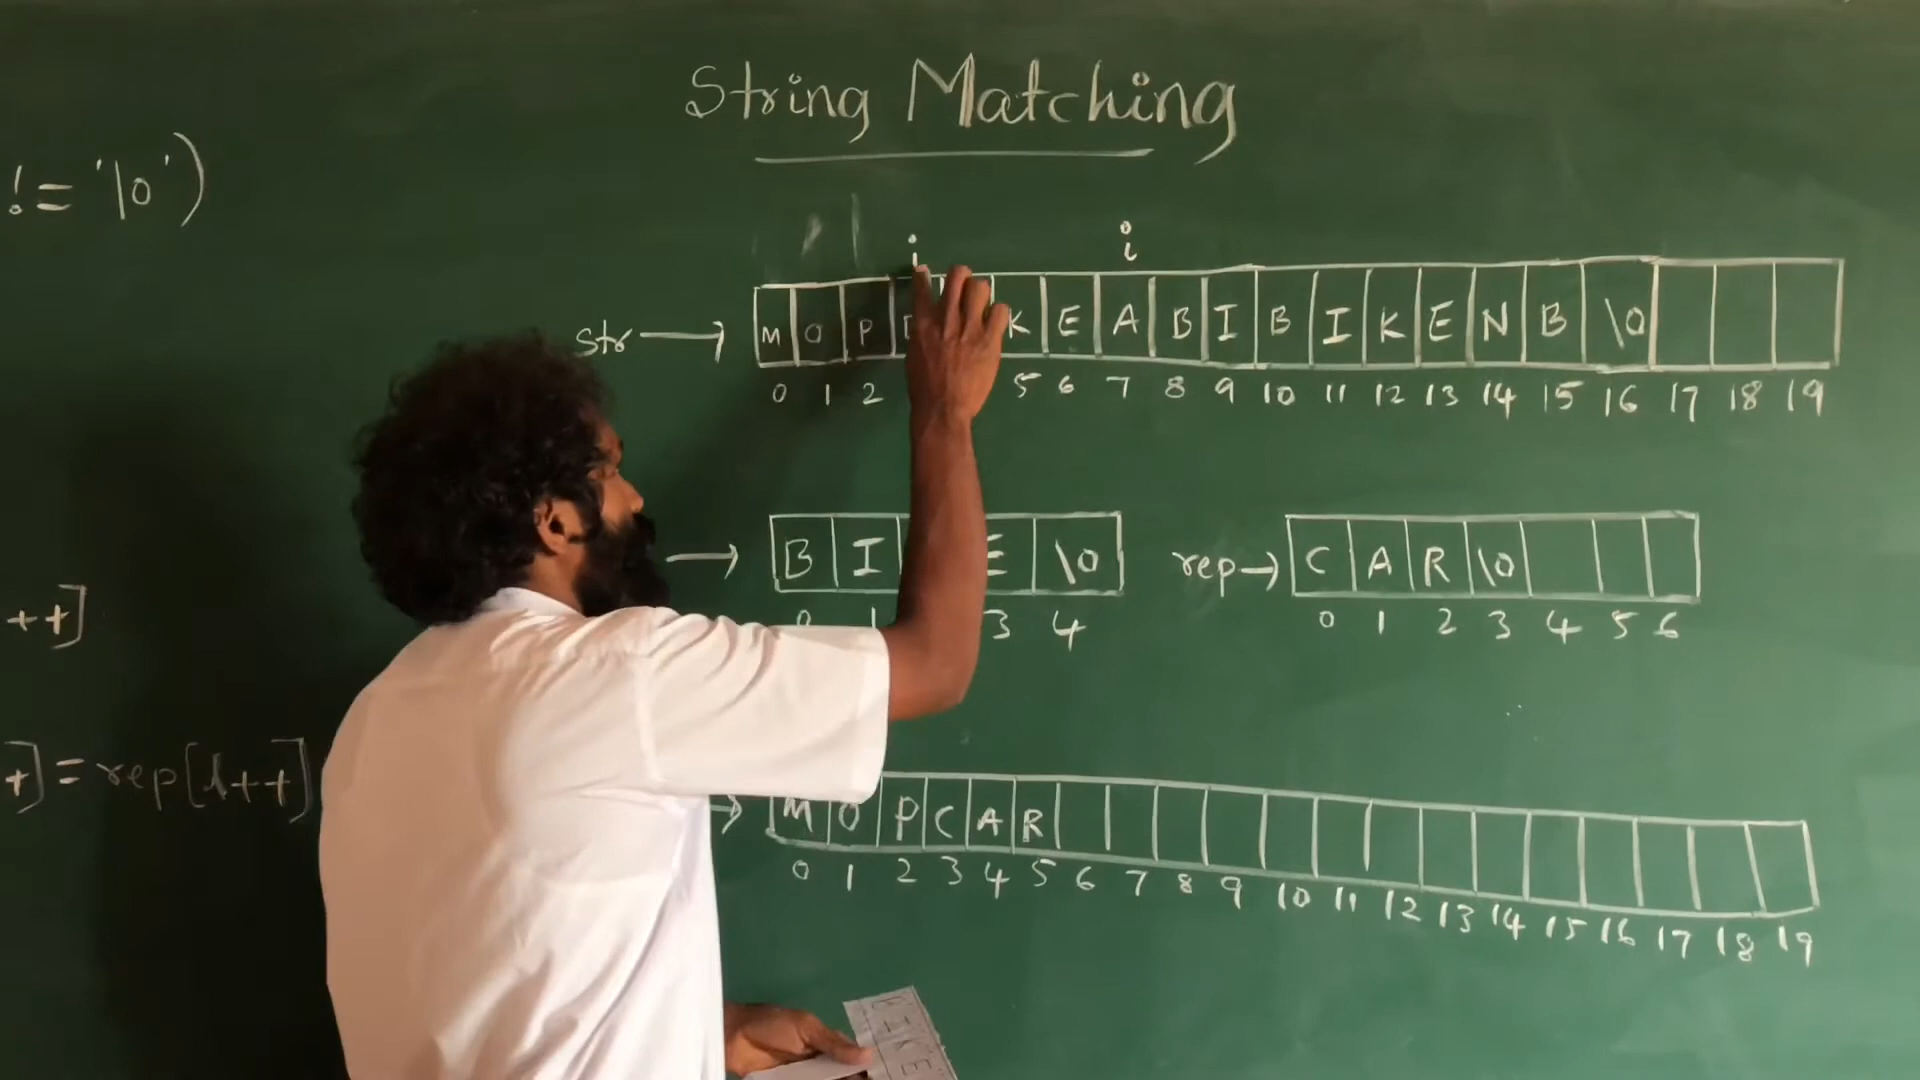 String Matching
!= '\0')
i i
str → M O P K E A B I B I K E N B \0
0 1 2 5 6 7 8 9 10 11 12 13 14 15 16 17 18 19
→ B I E \0 rep → C A R \0
0 1 3 4 0 1 2 3 4 5 6
++]
+] = rep[l++]
→ M O P C A R
0 1 2 3 4 5 6 7 8 9 10 11 12 13 14 15 16 17 18 19
B I K E